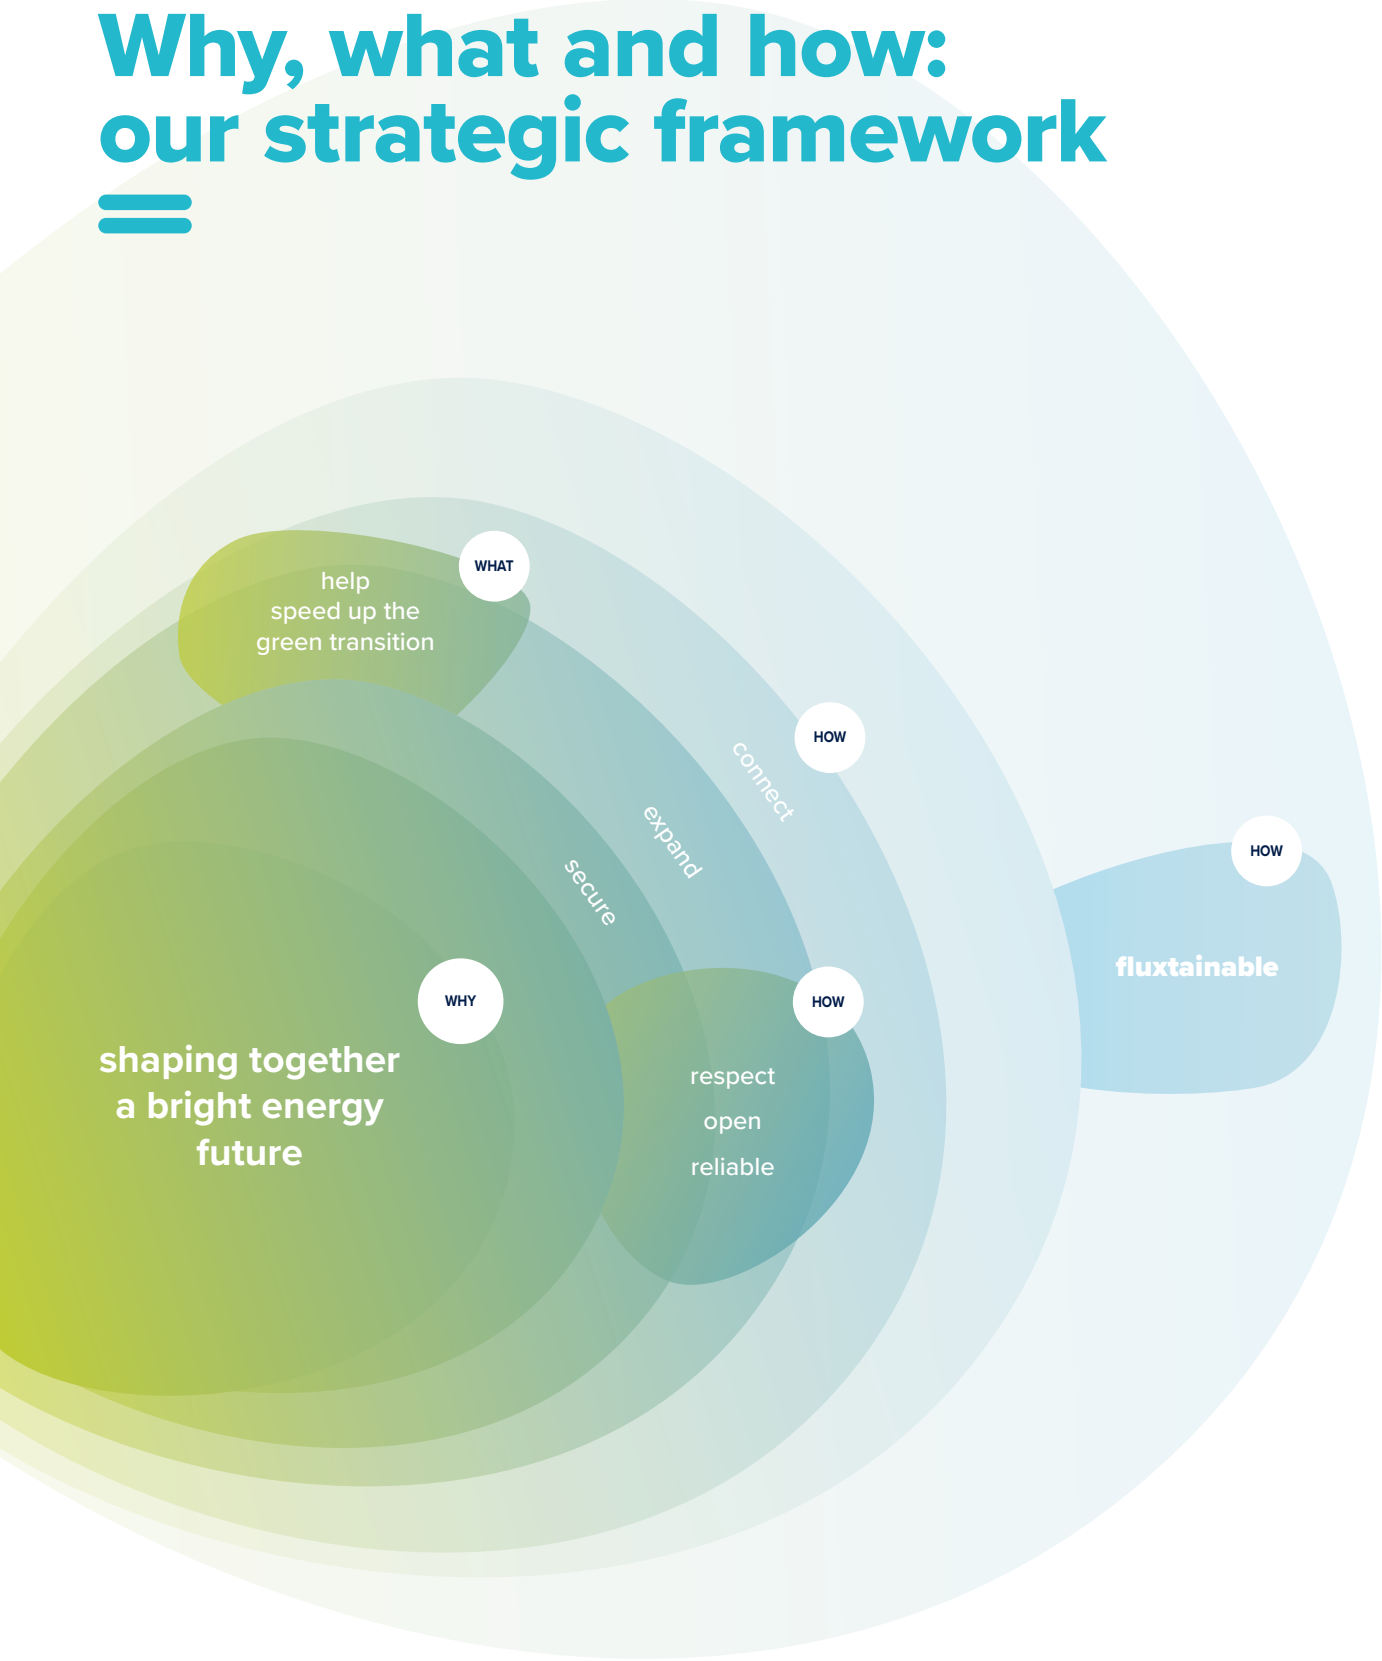 Why, what and how:
our strategic framework
WHAT
help
speed up the
green transition
HOW
connect
expand
secure
HOW
fluxtainable
WHY
shaping together
a bright energy
future
HOW
respect
open
reliable